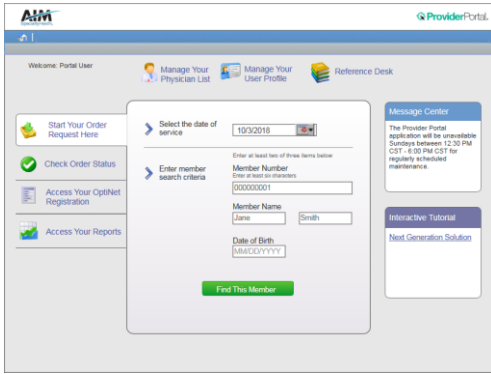 AIM
ProviderPortal.
Welcome: Portal User
Manage Your
Physician List
Manage Your
User Profile
Reference Desk
Start Your Order
Request Here
Check Order Status
Access Your OptiNet
Registration
Access Your Reports
Select the date of
service
10/3/2018
Enter member
search criteria
Enter at least two of three items below
Member Number
Enter at least six characters
000000001
Member Name
Jane
Smith
Date of Birth
MM/DD/YYYY
Find This Member
Message Center
The Provider Portal
application will be unavailable
Sundays between 12:30 PM
CST - 6:00 PM CST for
regularly scheduled
maintenance.
Interactive Tutorial
Next Generation Solution